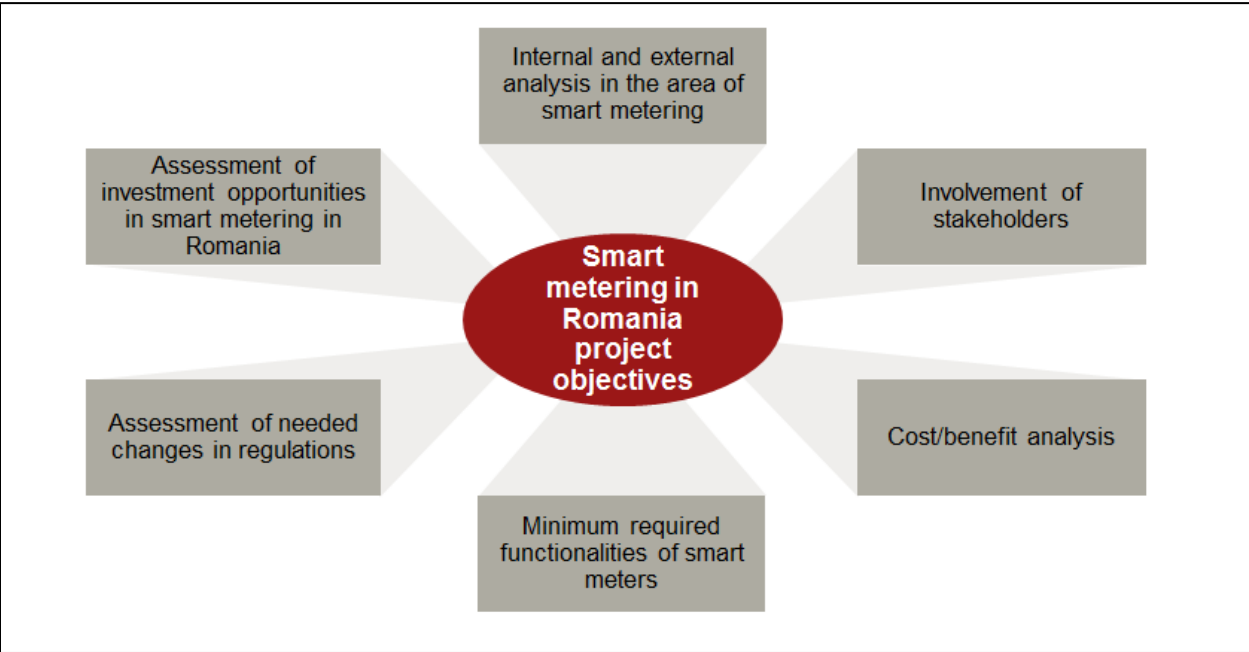 Internal and external
analysis in the area of
smart metering
Assessment of
investment opportunities
in smart metering in
Romania
Involvement of
stakeholders
Smart
metering in
Romania
project
objectives
Assessment of needed
changes in regulations
Cost/benefit analysis
Minimum required
functionalities of smart
meters